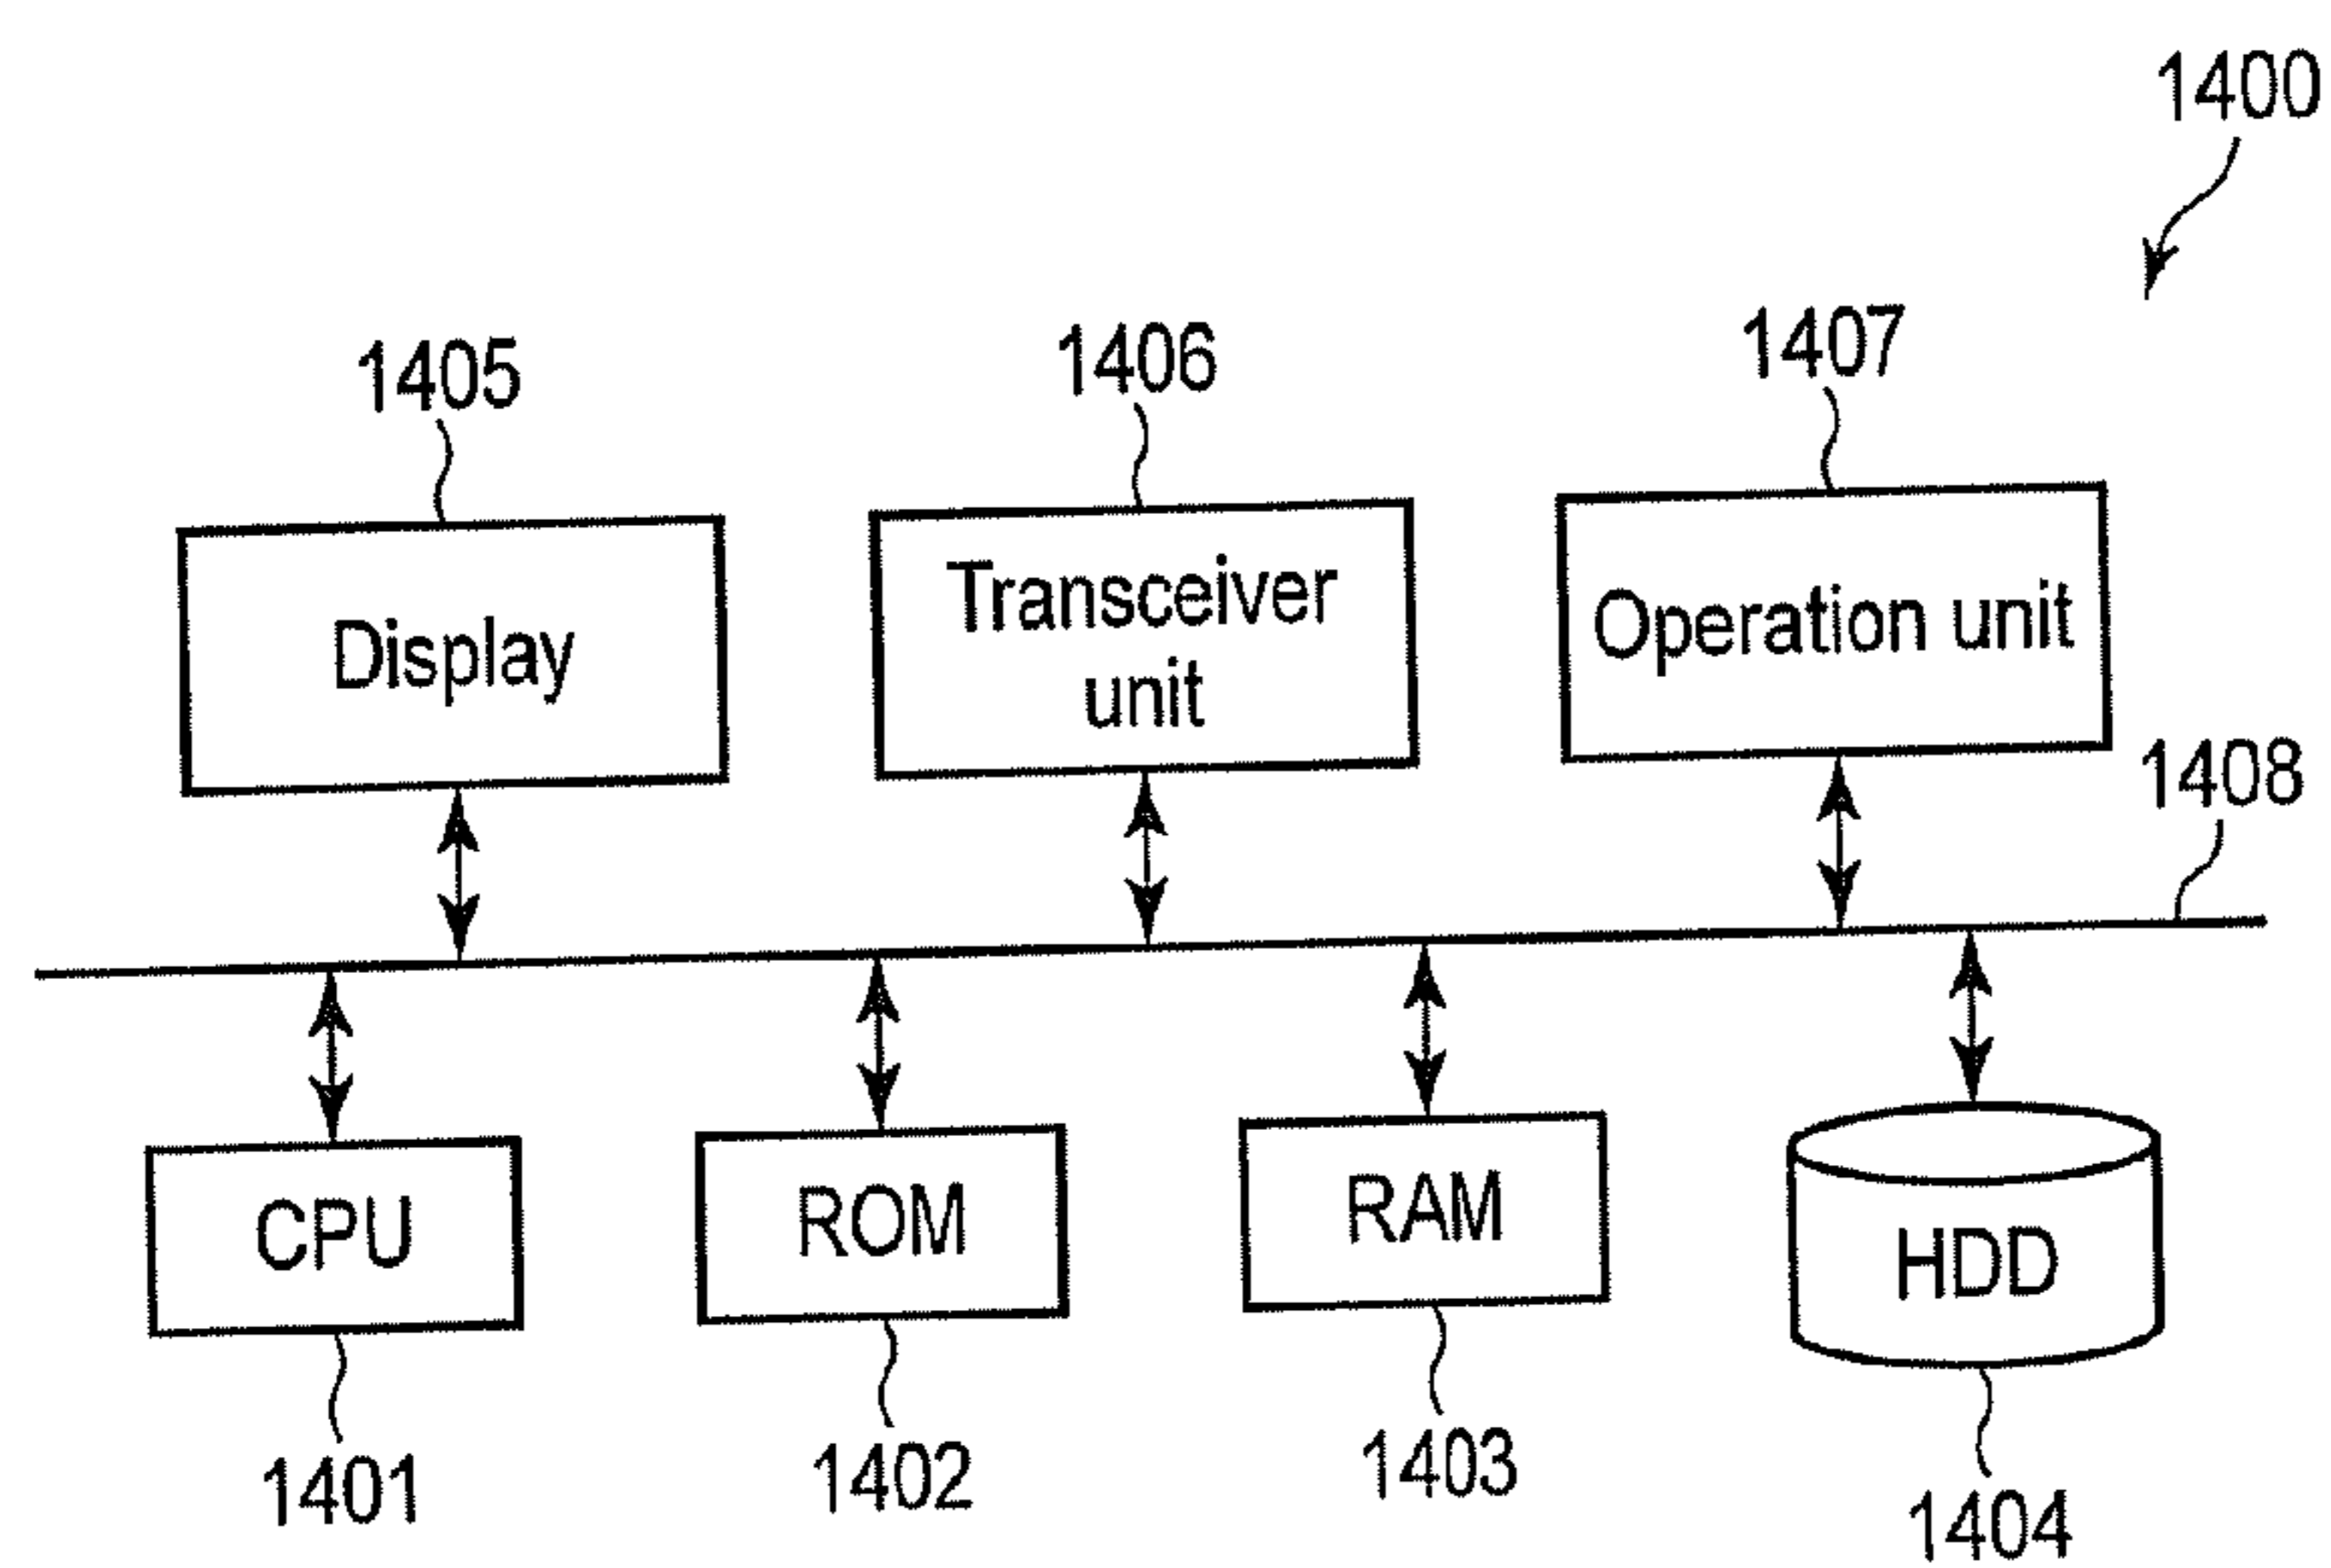 1400
1405
1406
1407
Display
Transceiver
unit
Operation unit
1408
CPU
ROM
RAM
HDD
1401
1402
1403
1404